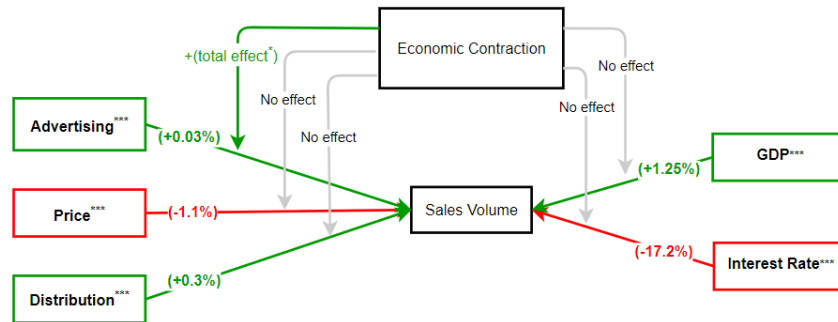 Economic Contraction
+(total effect*)
No effect
No effect
No effect
No effect
Advertising***
(+0.03%)
GDP***
(+1.25%)
Price***
(-1.1%)
Sales Volume
(-17.2%)
Interest Rate***
(+0.3%)
Distribution***